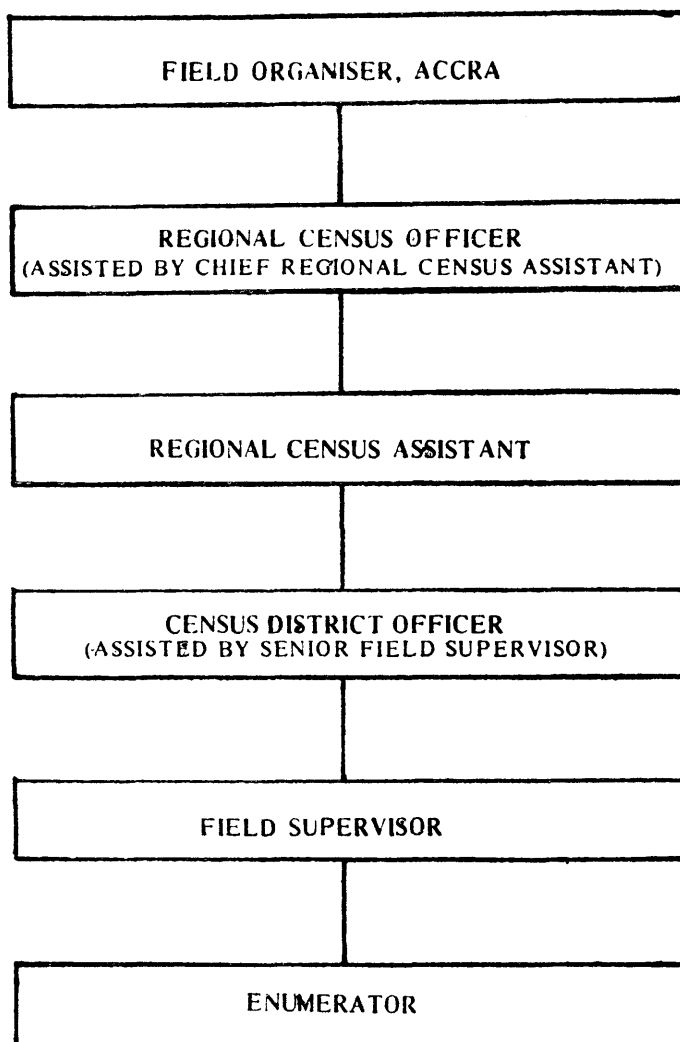 FIELD ORGANISER, ACCRA
REGIONAL CENSUS OFFICER
(ASSISTED BY CHIEF REGIONAL CENSUS ASSISTANT)
REGIONAL CENSUS ASSISTANT
CENSUS DISTRICT OFFICER
(ASSISTED BY SENIOR FIELD SUPERVISOR)
FIELD SUPERVISOR
ENUMERATOR